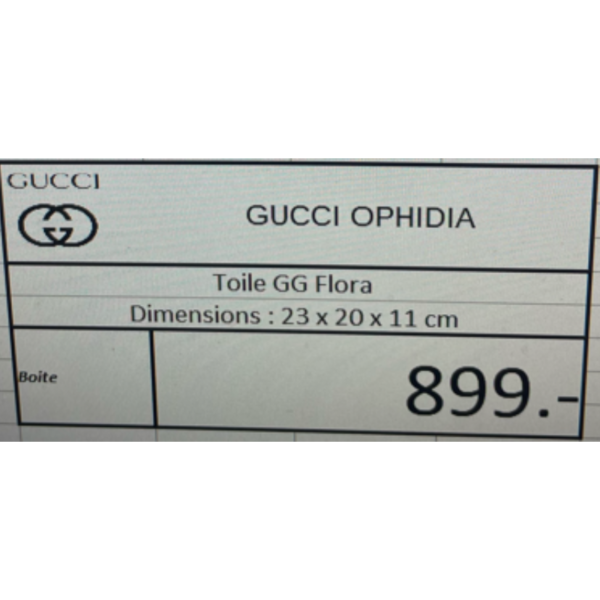 GUCCI
GUCCI OPHIDIA
Toile GG Flora
Dimensions : 23 x 20 x 11 cm
Boite
899.-